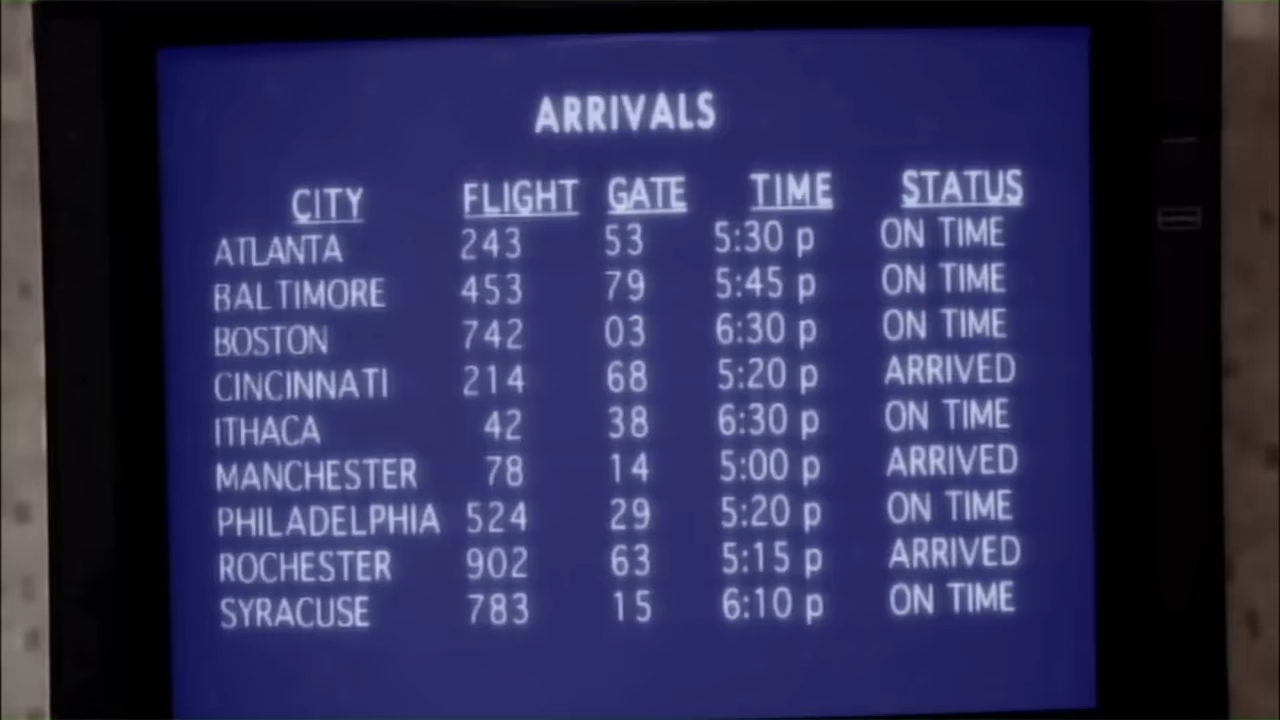 ARRIVALS
CITY FLIGHT GATE TIME STATUS
ATLANTA 243 53 5:30 p ON TIME
BALTIMORE 453 79 5:45 p ON TIME
BOSTON 742 03 6:30 p ON TIME
CINCINNATI 214 68 5:20 p ARRIVED
ITHACA 42 38 6:30 p ON TIME
MANCHESTER 78 14 5:00 p ARRIVED
PHILADELPHIA 524 29 5:20 p ON TIME
ROCHESTER 902 63 5:15 p ARRIVED
SYRACUSE 783 15 6:10 p ON TIME